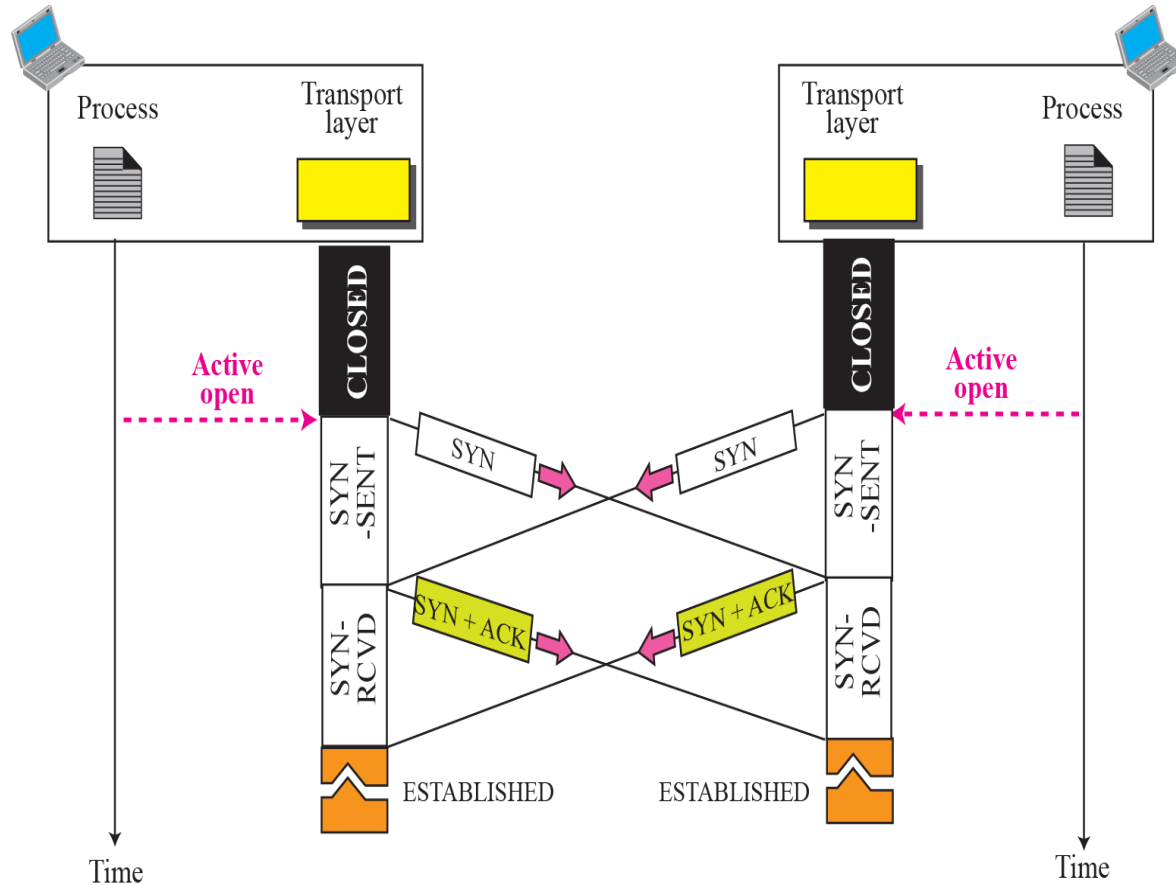 Process
Transport
layer
Transport
layer
Process
CLOSED
CLOSED
Active
open
Active
open
SYN
SYN
SYN
-SENT
SYN
-SENT
SYN + ACK
SYN + ACK
SYN-
RCVD
SYN-
RCVD
ESTABLISHED
ESTABLISHED
Time
Time